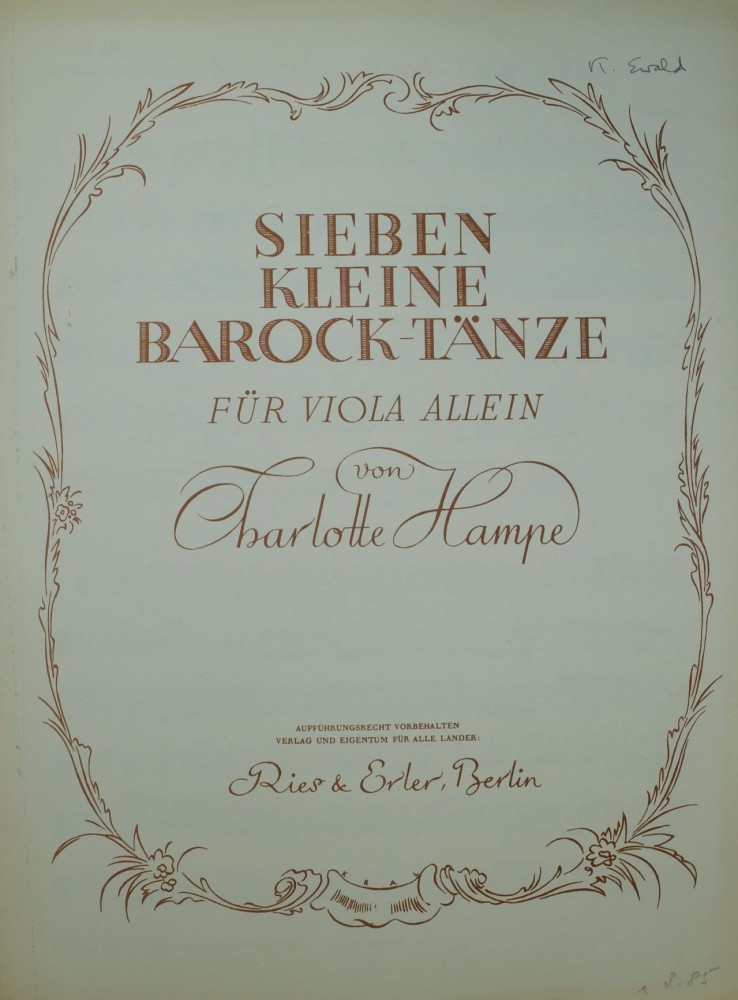 K. Ewald
SIEBEN
KLEINE
BAROCK-TÄNZE
FÜR VIOLA ALLEIN
von
Charlotte Hampe
AUFFÜHRUNGSRECHT VORBEHALTEN
VERLAG UND EIGENTUM FÜR ALLE LÄNDER:
Ries & Erler, Berlin